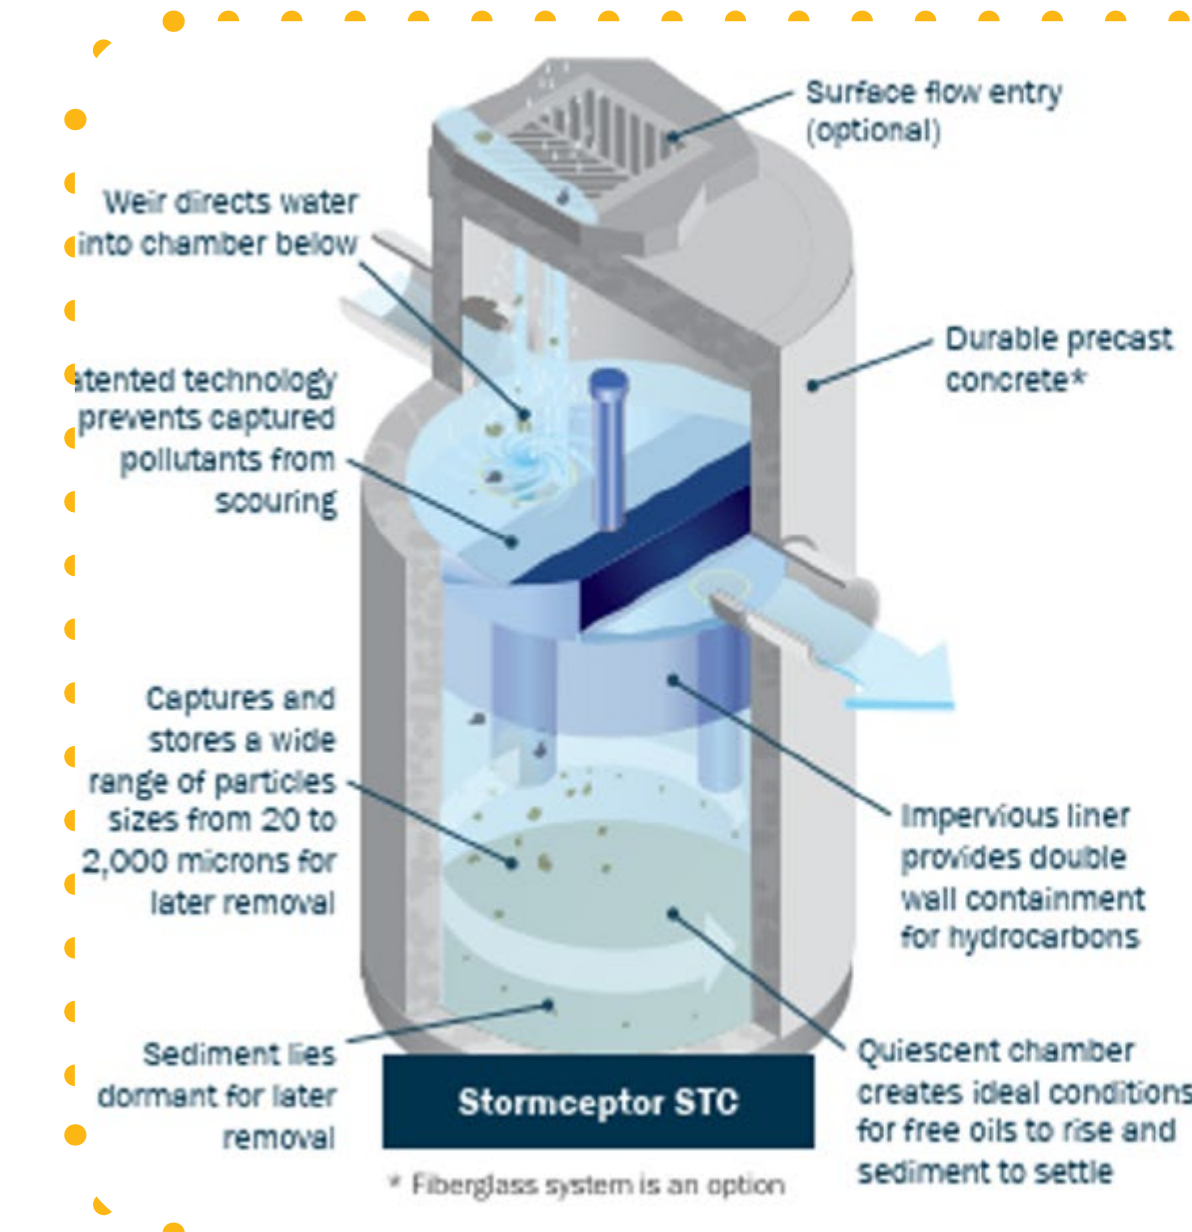 Surface flow entry
(optional)
Weir directs water
into chamber below
Durable precast
concrete*
atented technology
prevents captured
pollutants from
scouring
Captures and
stores a wide
range of particles
sizes from 20 to
2,000 microns for
later removal
Impervious liner
provides double
wall containment
for hydrocarbons
Sediment lies
dormant for later
removal
Quiescent chamber
creates ideal conditions
for free oils to rise and
sediment to settle
Stormceptor STC
* Fiberglass system is an option